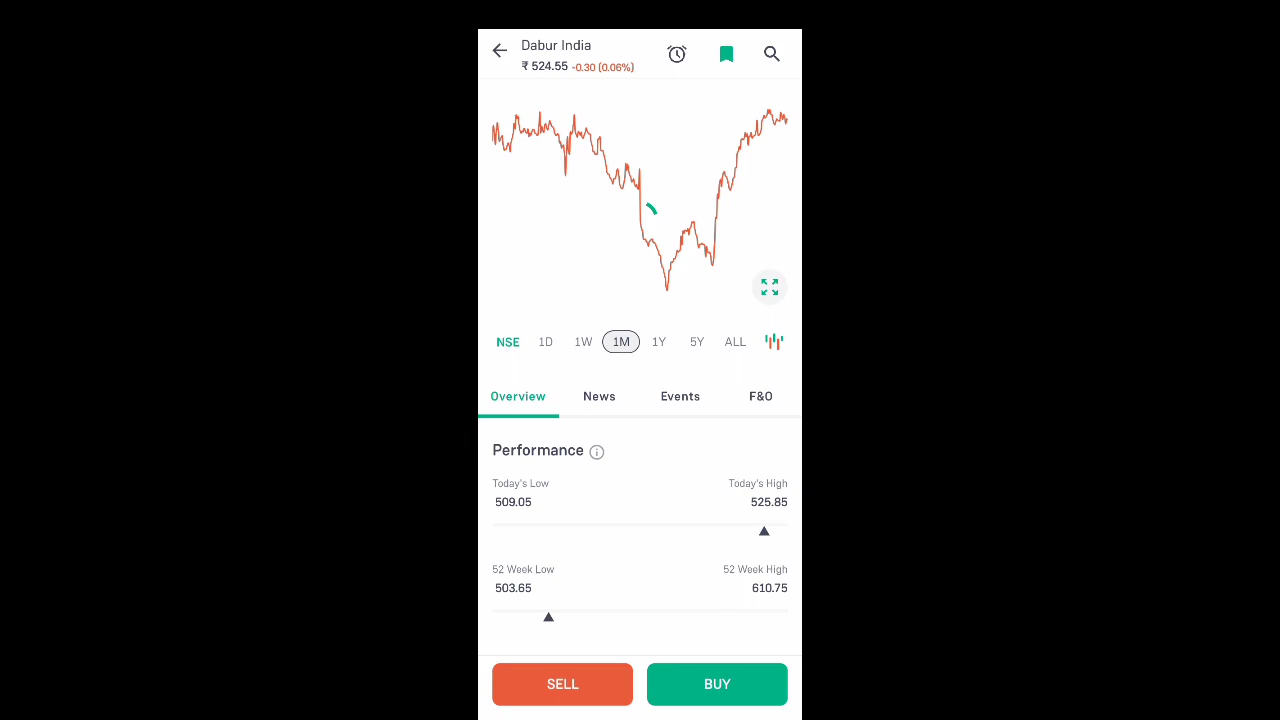 Dabur India
₹ 524.55 -0.30 (0.06%)
NSE 1D 1W 1M 1Y 5Y ALL
Overview News Events F&O
Performance
Today's Low Today's High
509.05 525.85
52 Week Low 52 Week High
503.65 610.75
SELL BUY